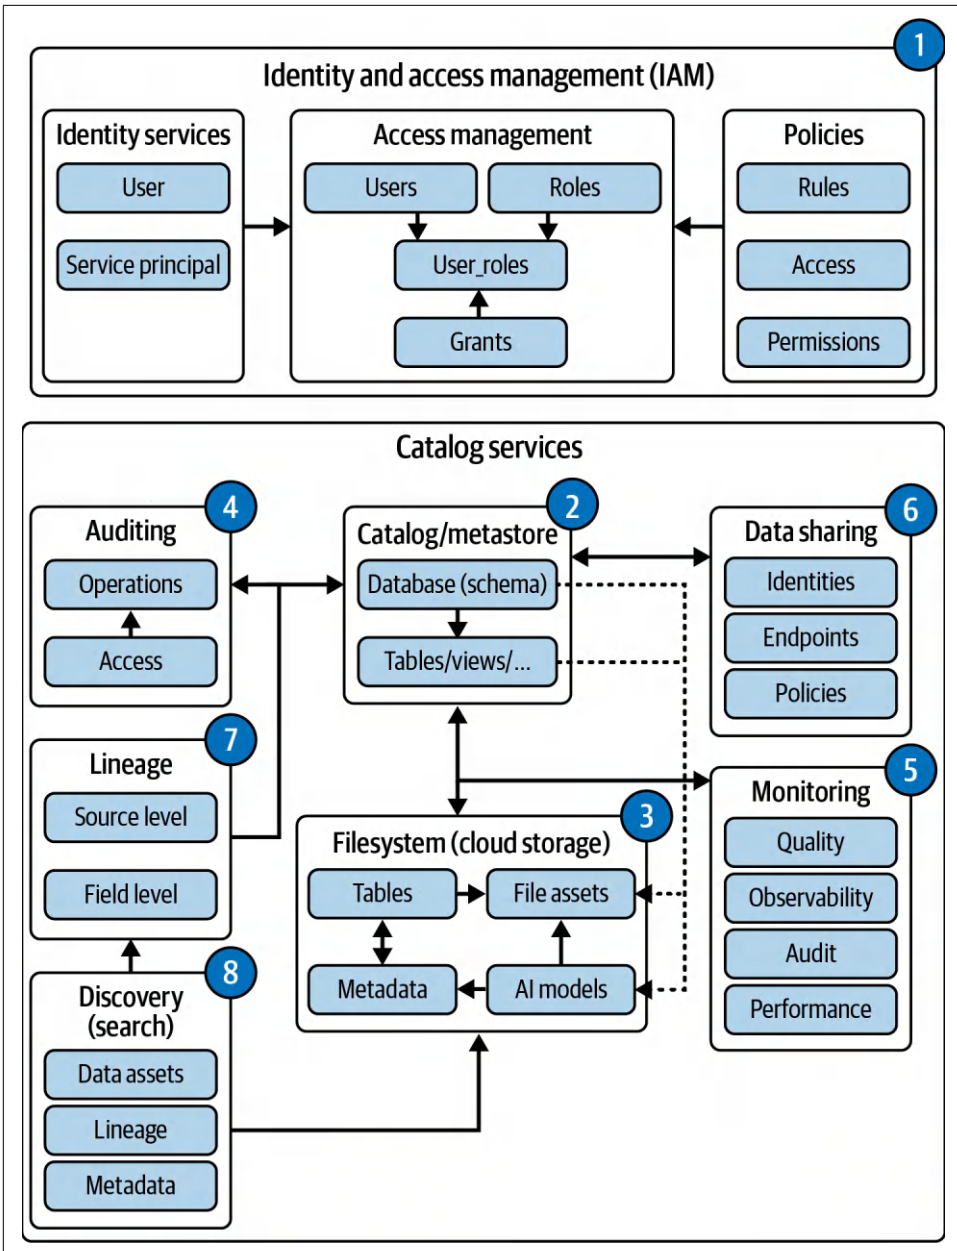 1
Identity and access management (IAM)
Identity services
User
Service principal
Access management
Users
Roles
User_roles
Grants
Policies
Rules
Access
Permissions
Catalog services
4
Auditing
Operations
Access
2
Catalog/metastore
Database (schema)
Tables/views/...
6
Data sharing
Identities
Endpoints
Policies
7
Lineage
Source level
Field level
3
Filesystem (cloud storage)
Tables
File assets
Metadata
AI models
5
Monitoring
Quality
Observability
Audit
Performance
8
Discovery
(search)
Data assets
Lineage
Metadata